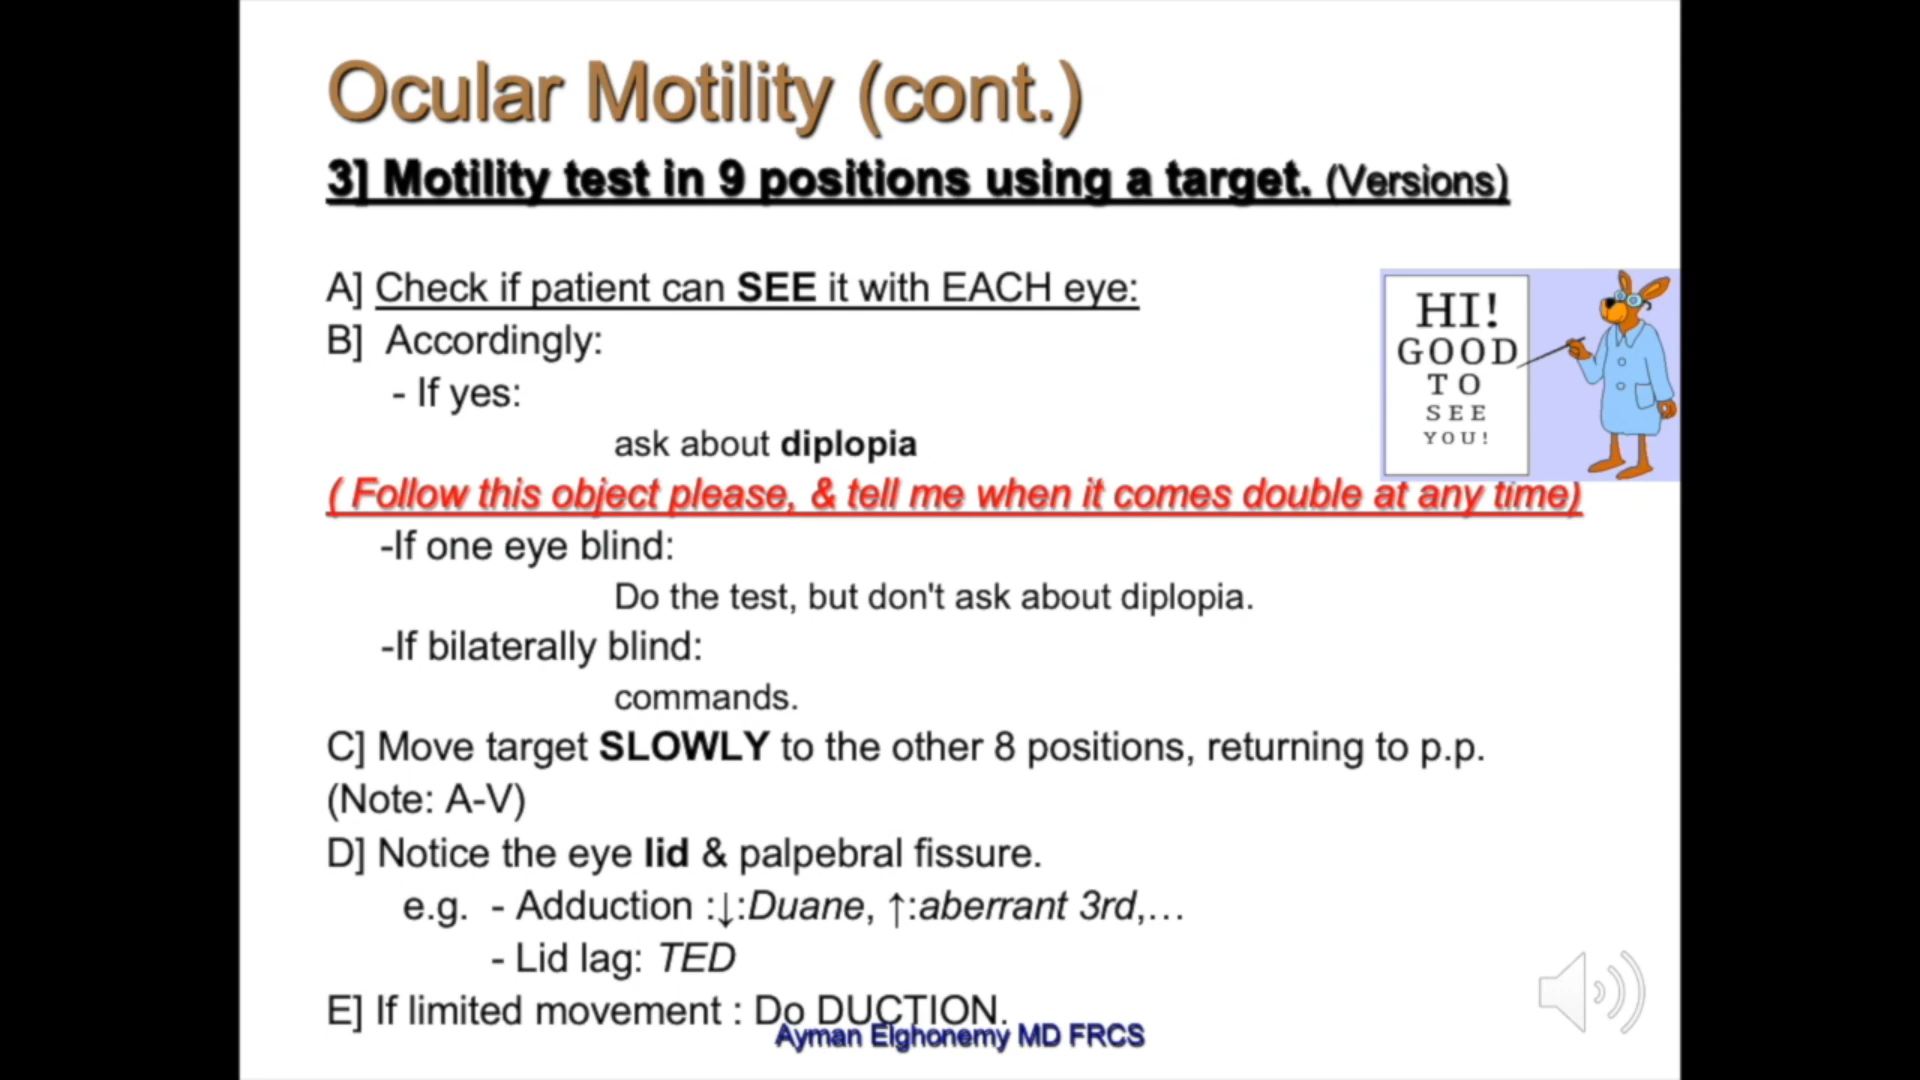 Ocular Motility (cont.)
3] Motility test in 9 positions using a target. (Versions)
A] Check if patient can SEE it with EACH eye:
B] Accordingly:
- If yes:
ask about diplopia
( Follow this object please, & tell me when it comes double at any time)
-If one eye blind:
Do the test, but don't ask about diplopia.
-If bilaterally blind:
commands.
C] Move target SLOWLY to the other 8 positions, returning to p.p.
(Note: A-V)
D] Notice the eye lid & palpebral fissure.
e.g. - Adduction :↓:Duane, ↑:aberrant 3rd,...
- Lid lag: TED
E] If limited movement : Do DUCTION.
Ayman Elghonemy MD FRCS
HI!
GOOD
TO
SEE
YOU!